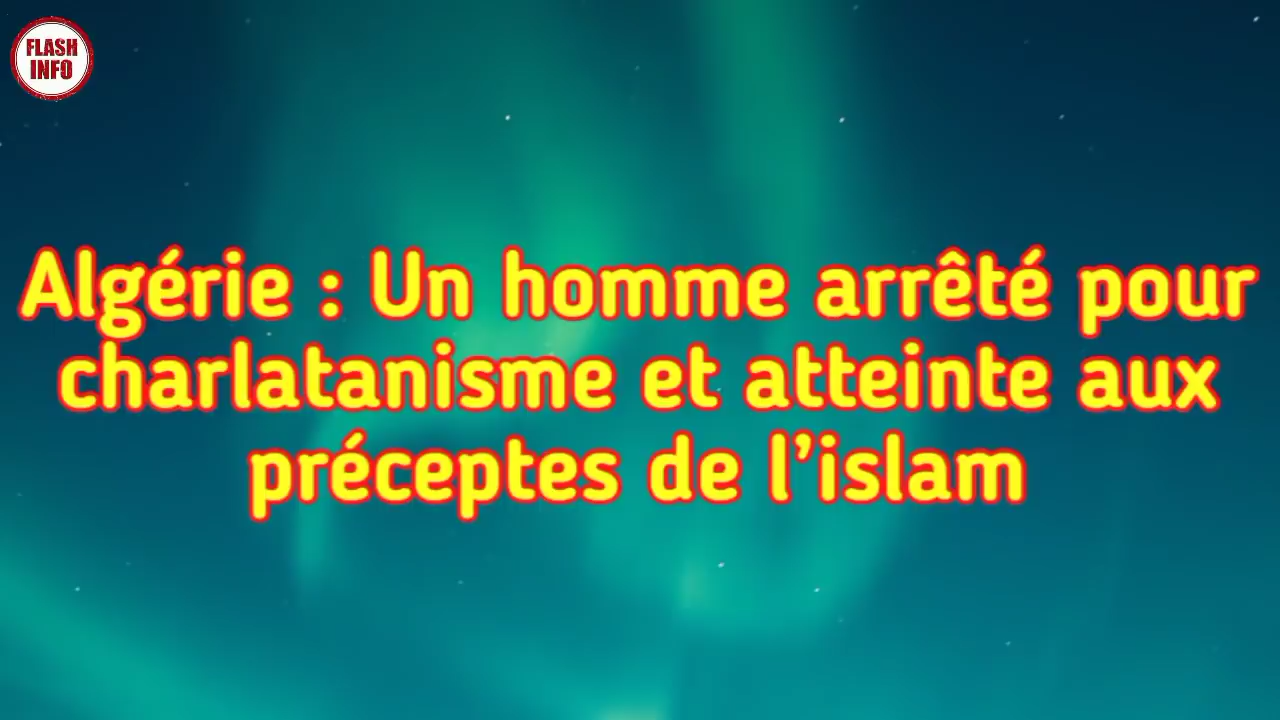 FLASH
INFO
Algérie : Un homme arrêté pour
charlatanisme et atteinte aux
préceptes de l’islam